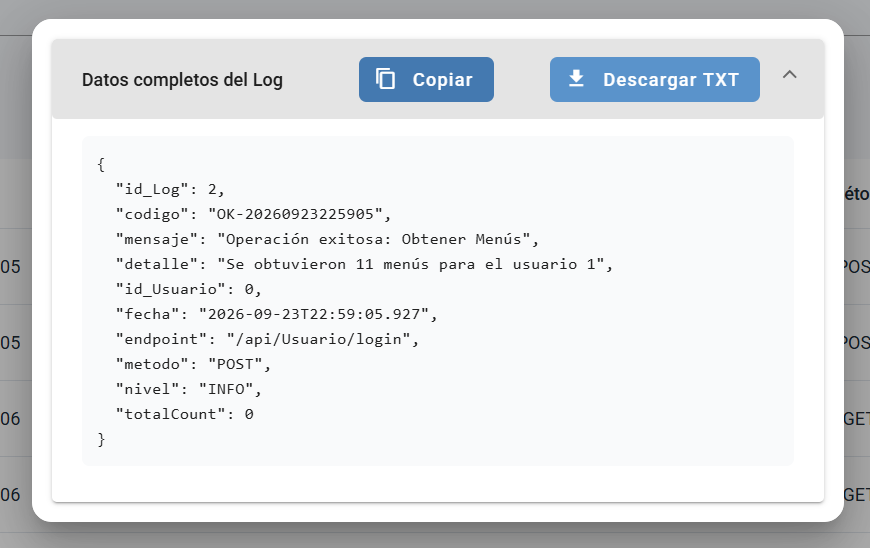 Datos completos del Log
Copiar
Descargar TXT
{
"id_Log": 2,
"codigo": "OK-20260923225905",
"mensaje": "Operación exitosa: Obtener Menús",
"detalle": "Se obtuvieron 11 menús para el usuario 1",
"id_Usuario": 0,
"fecha": "2026-09-23T22:59:05.927",
"endpoint": "/api/Usuario/login",
"metodo": "POST",
"nivel": "INFO",
"totalCount": 0
}
éto
05
POS
05
POS
06
GET
06
GET